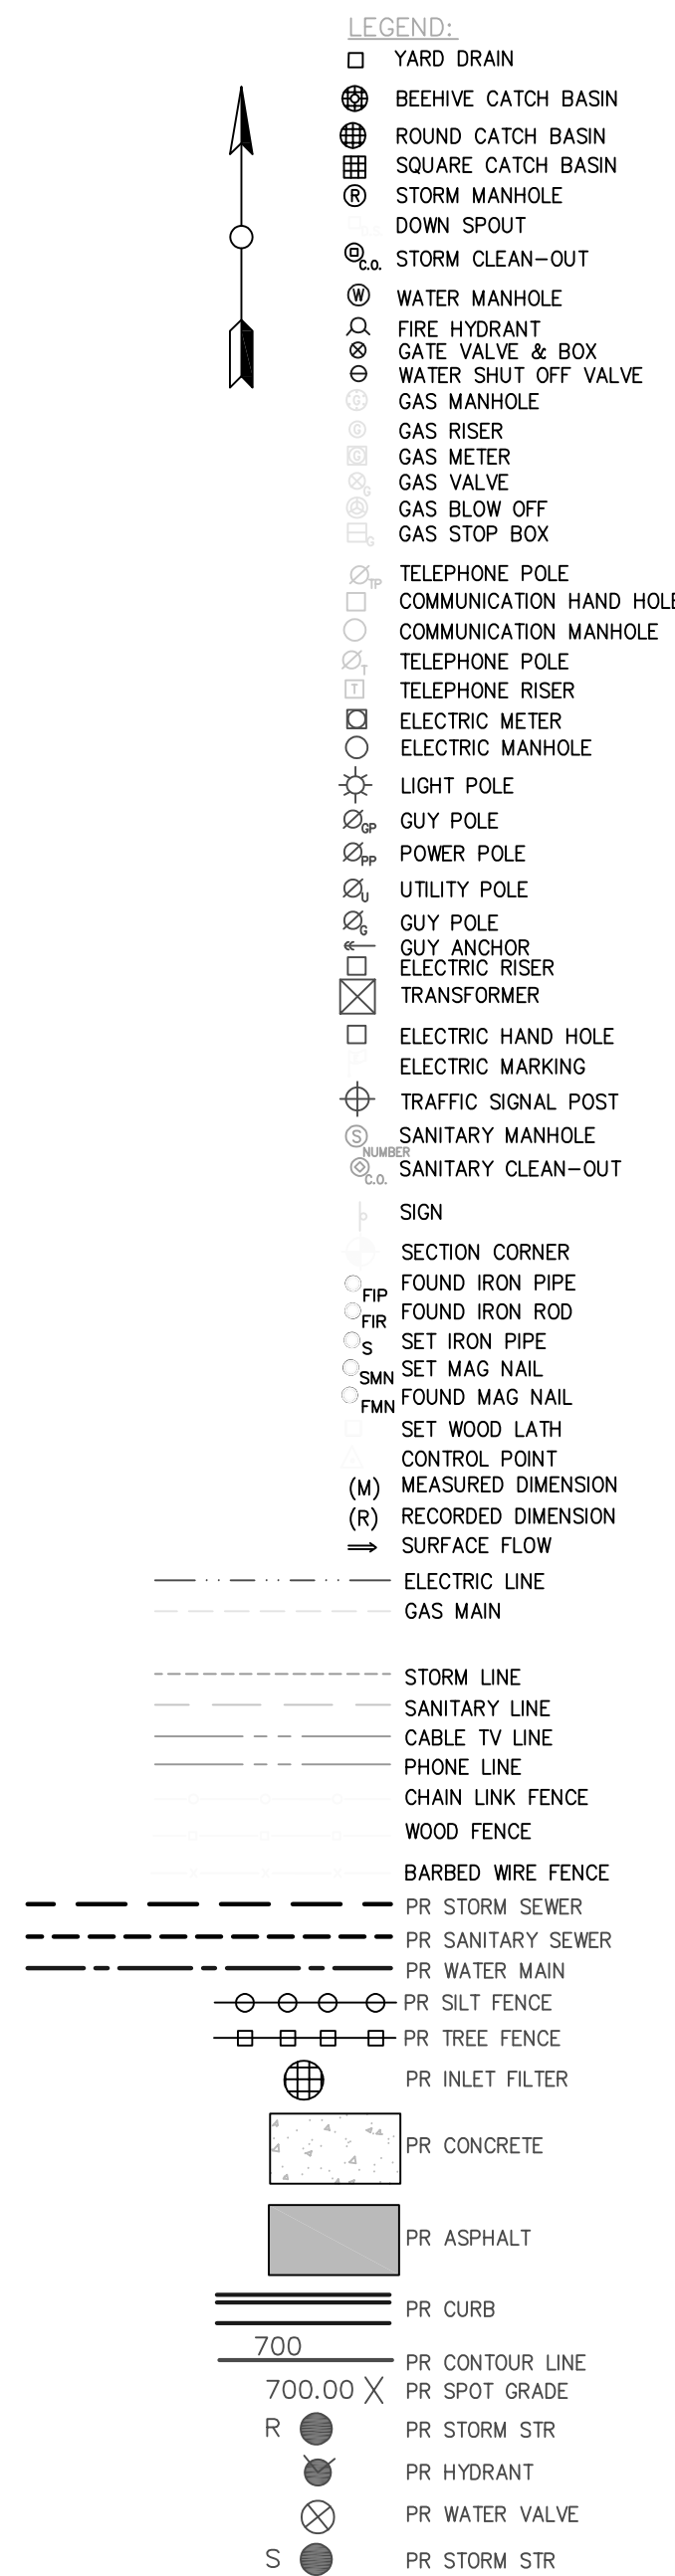 LEGEND:
YARD DRAIN
BEEHIVE CATCH BASIN
ROUND CATCH BASIN
SQUARE CATCH BASIN
R STORM MANHOLE
D.S. DOWN SPOUT
C.O. STORM CLEAN-OUT
W WATER MANHOLE
FIRE HYDRANT
GATE VALVE & BOX
WATER SHUT OFF VALVE
G GAS MANHOLE
G GAS RISER
G GAS METER
G GAS VALVE
GAS BLOW OFF
G GAS STOP BOX
TP TELEPHONE POLE
COMMUNICATION HAND HOLE
COMMUNICATION MANHOLE
T TELEPHONE POLE
T TELEPHONE RISER
ELECTRIC METER
ELECTRIC MANHOLE
LIGHT POLE
GP GUY POLE
PP POWER POLE
U UTILITY POLE
G GUY POLE
GUY ANCHOR
ELECTRIC RISER
TRANSFORMER
ELECTRIC HAND HOLE
ELECTRIC MARKING
TRAFFIC SIGNAL POST
S SANITARY MANHOLE
NUMBER
C.O. SANITARY CLEAN-OUT
SIGN
SECTION CORNER
FIP FOUND IRON PIPE
FIR FOUND IRON ROD
S SET IRON PIPE
SMN SET MAG NAIL
FMN FOUND MAG NAIL
SET WOOD LATH
CONTROL POINT
(M) MEASURED DIMENSION
(R) RECORDED DIMENSION
SURFACE FLOW
ELECTRIC LINE
GAS MAIN
STORM LINE
SANITARY LINE
CABLE TV LINE
PHONE LINE
CHAIN LINK FENCE
WOOD FENCE
BARBED WIRE FENCE
PR STORM SEWER
PR SANITARY SEWER
PR WATER MAIN
PR SILT FENCE
PR TREE FENCE
PR INLET FILTER
PR CONCRETE
PR ASPHALT
PR CURB
700
PR CONTOUR LINE
700.00 X PR SPOT GRADE
R PR STORM STR
PR HYDRANT
PR WATER VALVE
S PR STORM STR